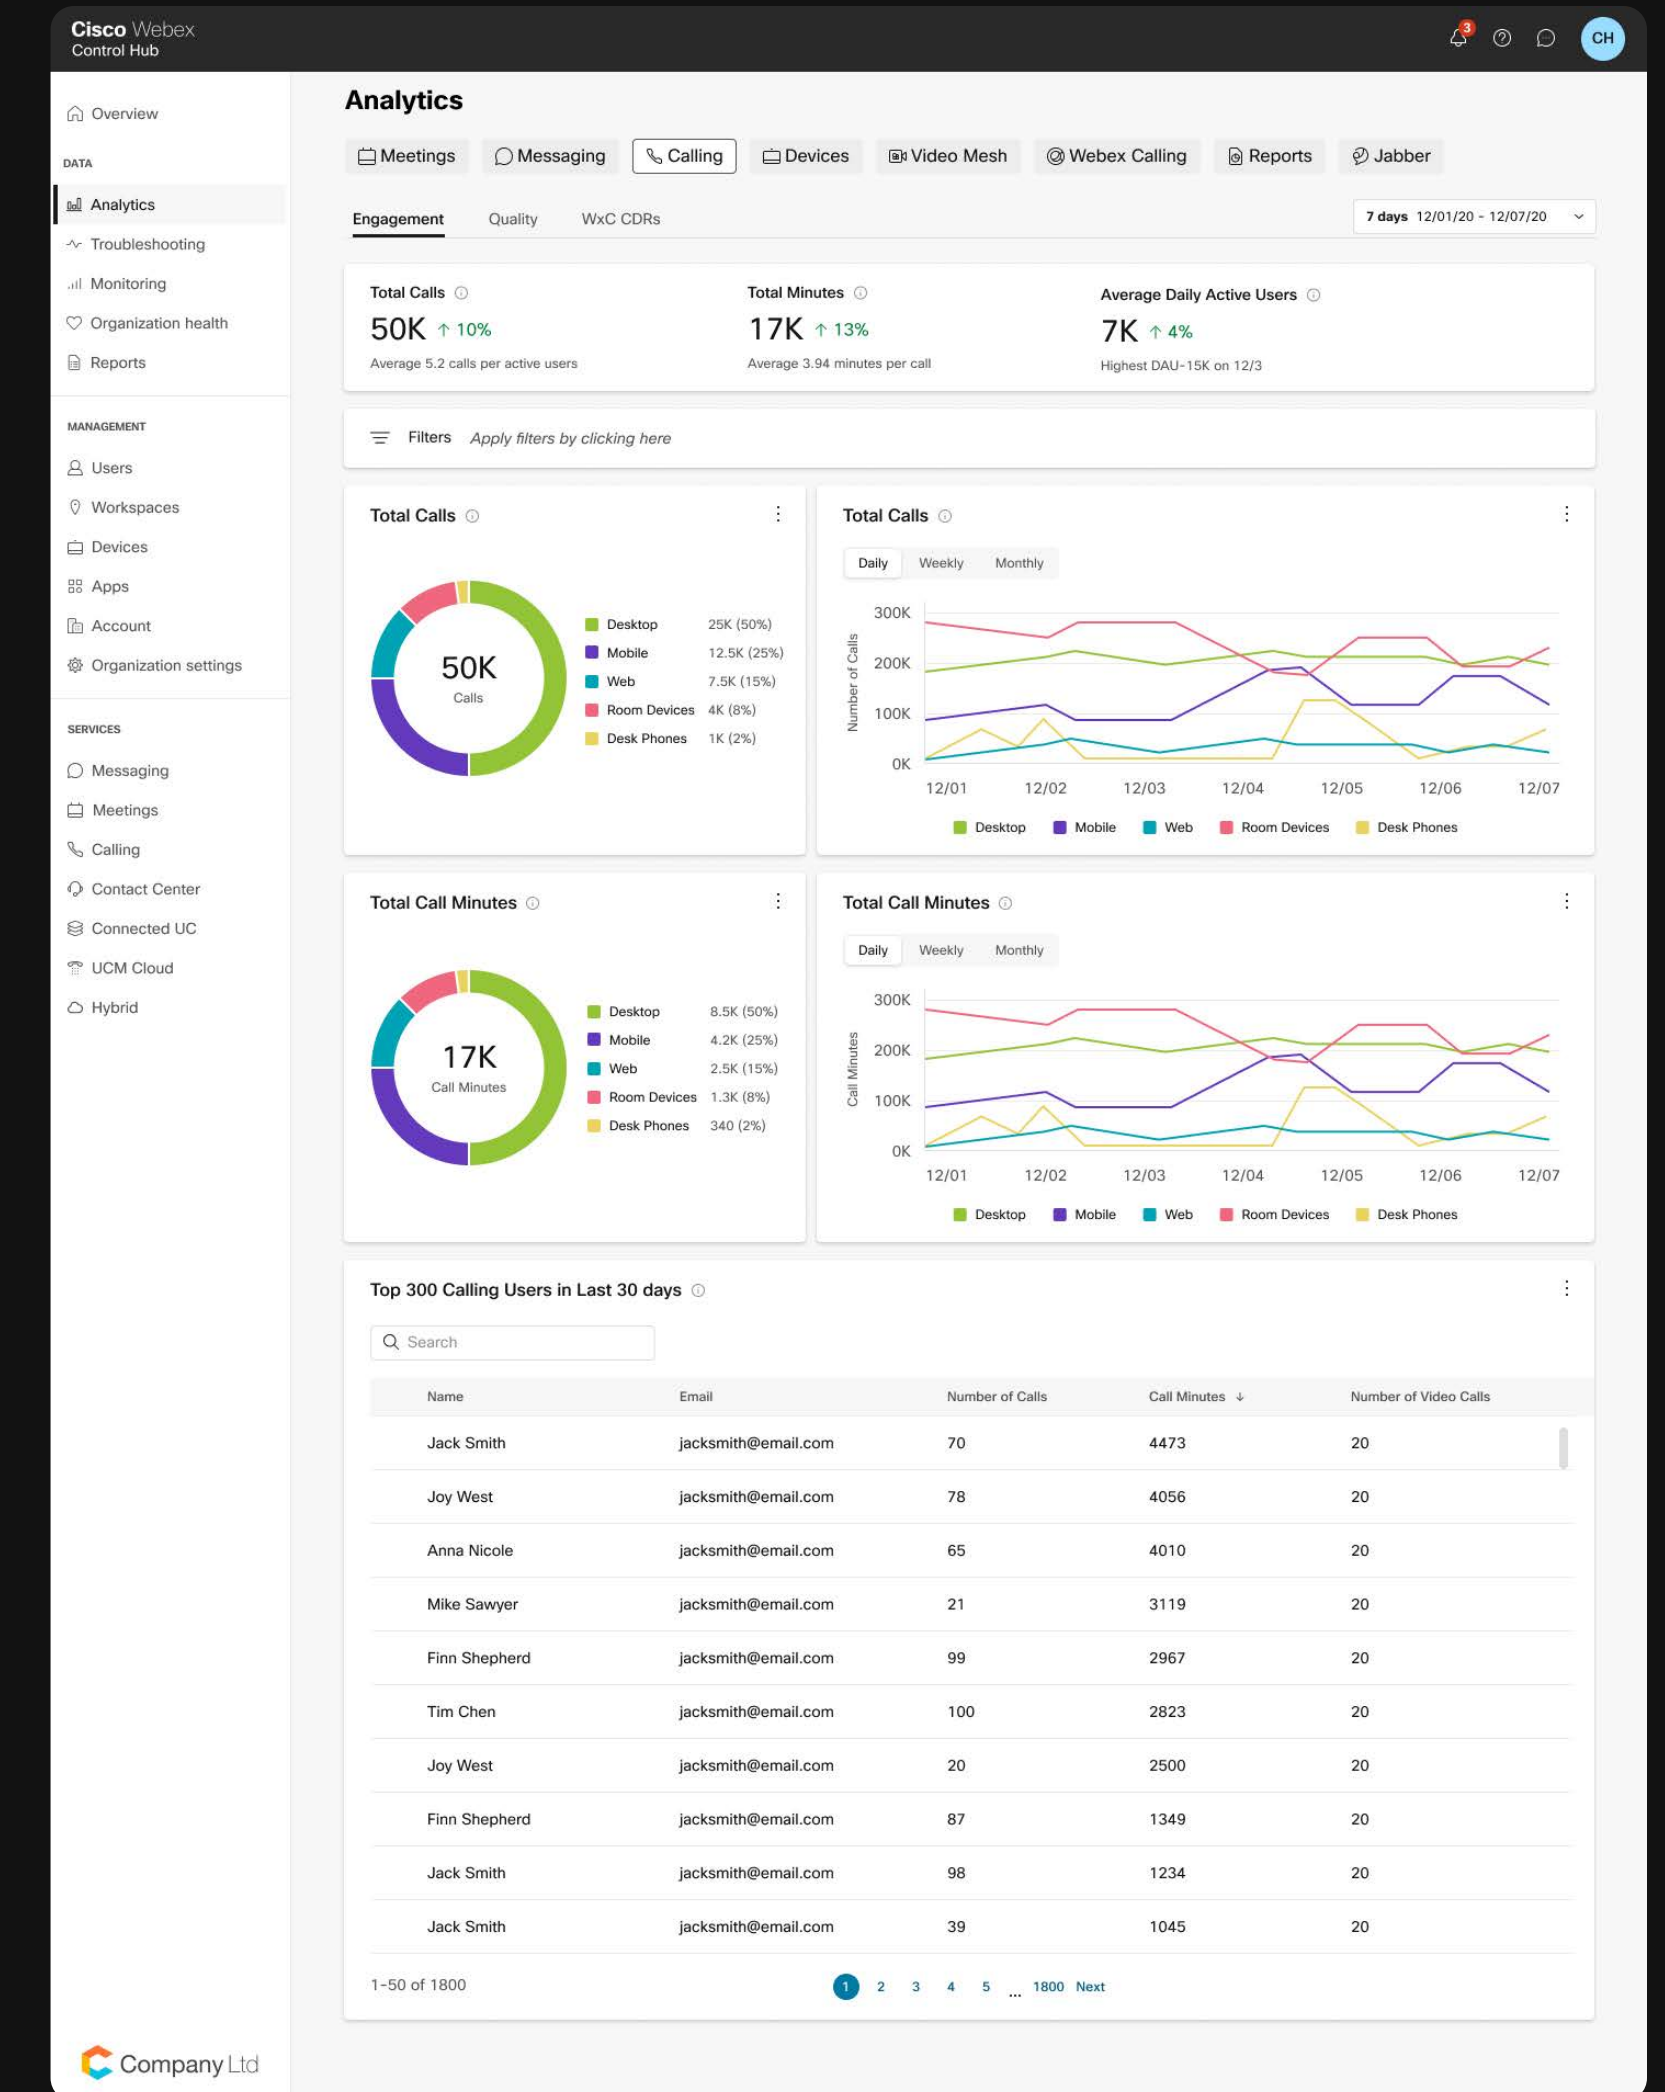 Cisco Webex
Control Hub
3
CH
Overview
DATA
Analytics
Troubleshooting
Monitoring
Organization health
Reports
MANAGEMENT
Users
Workspaces
Devices
Apps
Account
Organization settings
SERVICES
Messaging
Meetings
Calling
Contact Center
Connected UC
UCM Cloud
Hybrid
Company Ltd
Analytics
Meetings Messaging Calling Devices Video Mesh Webex Calling Reports Jabber
Engagement Quality WxC CDRs
7 days 12/01/20 - 12/07/20
Total Calls
50K ↑ 10%
Average 5.2 calls per active users
Total Minutes
17K ↑ 13%
Average 3.94 minutes per call
Average Daily Active Users
7K ↑ 4%
Highest DAU-15K on 12/3
Filters Apply filters by clicking here
Total Calls
50K
Calls
Desktop 25K (50%)
Mobile 12.5K (25%)
Web 7.5K (15%)
Room Devices 4K (8%)
Desk Phones 1K (2%)
Total Calls
Daily Weekly Monthly
Number of Calls
300K
200K
100K
0K
12/01 12/02 12/03 12/04 12/05 12/06 12/07
Desktop Mobile Web Room Devices Desk Phones
Total Call Minutes
17K
Call Minutes
Desktop 8.5K (50%)
Mobile 4.2K (25%)
Web 2.5K (15%)
Room Devices 1.3K (8%)
Desk Phones 340 (2%)
Total Call Minutes
Daily Weekly Monthly
Call Minutes
300K
200K
100K
0K
12/01 12/02 12/03 12/04 12/05 12/06 12/07
Desktop Mobile Web Room Devices Desk Phones
Top 300 Calling Users in Last 30 days
Search
Name Email Number of Calls Call Minutes ↓ Number of Video Calls
Jack Smith jacksmith@email.com 70 4473 20
Joy West jacksmith@email.com 78 4056 20
Anna Nicole jacksmith@email.com 65 4010 20
Mike Sawyer jacksmith@email.com 21 3119 20
Finn Shepherd jacksmith@email.com 99 2967 20
Tim Chen jacksmith@email.com 100 2823 20
Joy West jacksmith@email.com 20 2500 20
Finn Shepherd jacksmith@email.com 87 1349 20
Jack Smith jacksmith@email.com 98 1234 20
Jack Smith jacksmith@email.com 39 1045 20
1-50 of 1800
1 2 3 4 5 ... 1800 Next